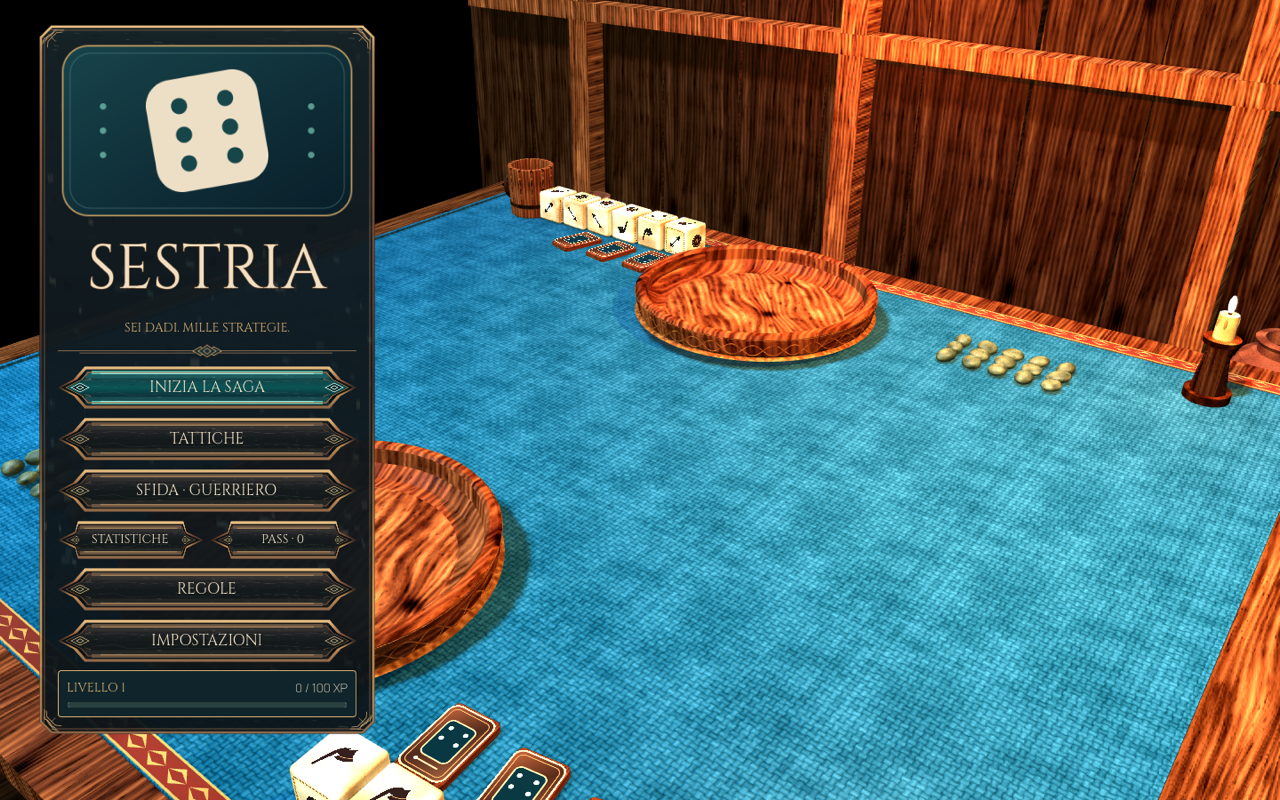 SESTRIA
SEI DADI. MILLE STRATEGIE.
INIZIA LA SAGA
TATTICHE
SFIDA · GUERRIERO
STATISTICHE
PASS · 0
REGOLE
IMPOSTAZIONI
LIVELLO 1
0 / 100 XP